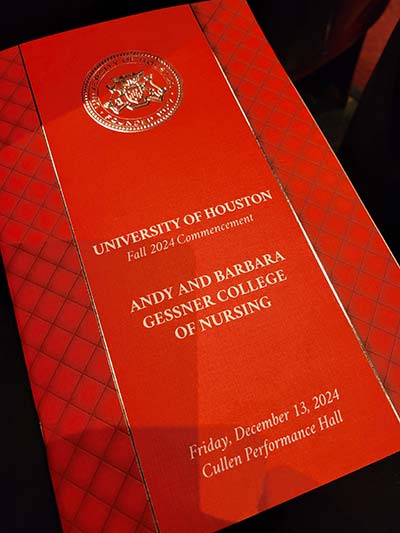 UNIVERSITY OF HOUSTON
Fall 2024 Commencement
ANDY AND BARBARA
GESSNER COLLEGE
OF NURSING
Friday, December 13, 2024
Cullen Performance Hall